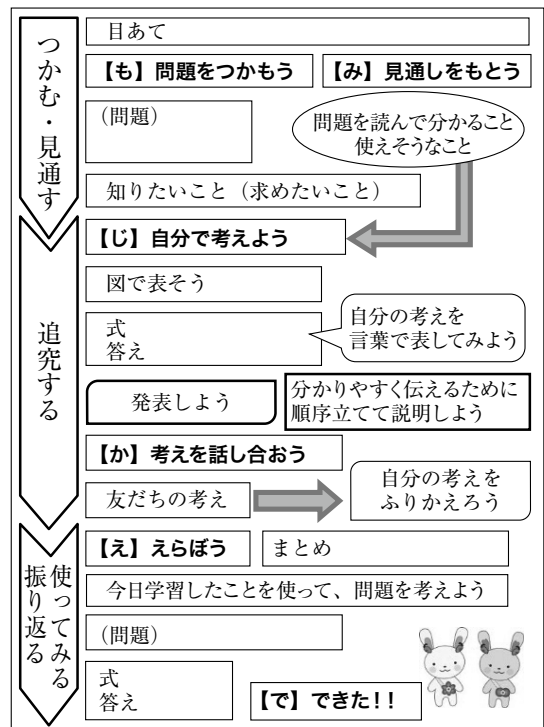 つかむ・見通す
目あて
【も】問題をつかもう
【み】見通しをもとう
（問題）
問題を読んで分かること
使えそうなこと
知りたいこと（求めたいこと）
追究する
【じ】自分で考えよう
図で表そう
式
答え
自分の考えを
言葉で表してみよう
発表しよう
分かりやすく伝えるために
順序立てて説明しよう
【か】考えを話し合おう
友だちの考え
自分の考えを
ふりかえろう
使ってみる
振り返る
【え】えらぼう
まとめ
今日学習したことを使って、問題を考えよう
（問題）
式
答え
【で】できた!!